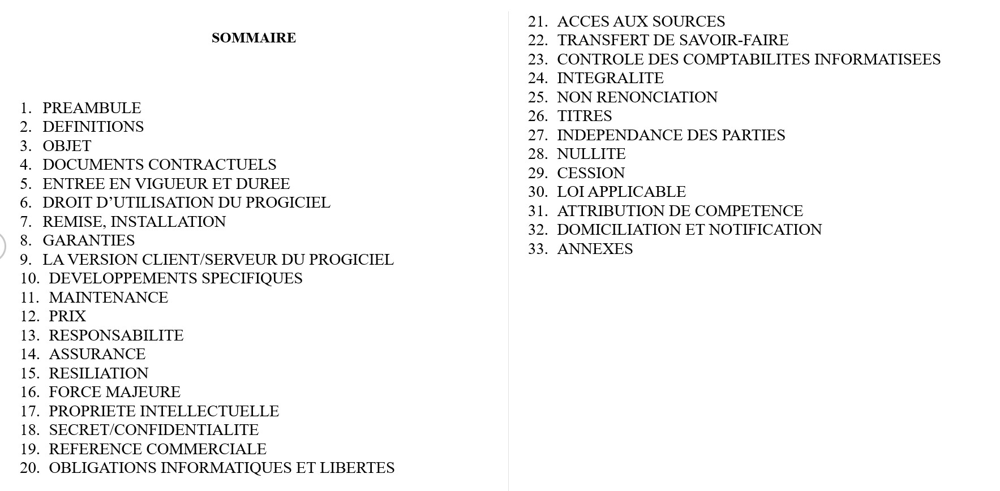 SOMMAIRE
1. PREAMBULE
2. DEFINITIONS
3. OBJET
4. DOCUMENTS CONTRACTUELS
5. ENTREE EN VIGUEUR ET DUREE
6. DROIT D’UTILISATION DU PROGICIEL
7. REMISE, INSTALLATION
8. GARANTIES
9. LA VERSION CLIENT/SERVEUR DU PROGICIEL
10. DEVELOPPEMENTS SPECIFIQUES
11. MAINTENANCE
12. PRIX
13. RESPONSABILITE
14. ASSURANCE
15. RESILIATION
16. FORCE MAJEURE
17. PROPRIETE INTELLECTUELLE
18. SECRET/CONFIDENTIALITE
19. REFERENCE COMMERCIALE
20. OBLIGATIONS INFORMATIQUES ET LIBERTES
21. ACCES AUX SOURCES
22. TRANSFERT DE SAVOIR-FAIRE
23. CONTROLE DES COMPTABILITES INFORMATISEES
24. INTEGRALITE
25. NON RENONCIATION
26. TITRES
27. INDEPENDANCE DES PARTIES
28. NULLITE
29. CESSION
30. LOI APPLICABLE
31. ATTRIBUTION DE COMPETENCE
32. DOMICILIATION ET NOTIFICATION
33. ANNEXES